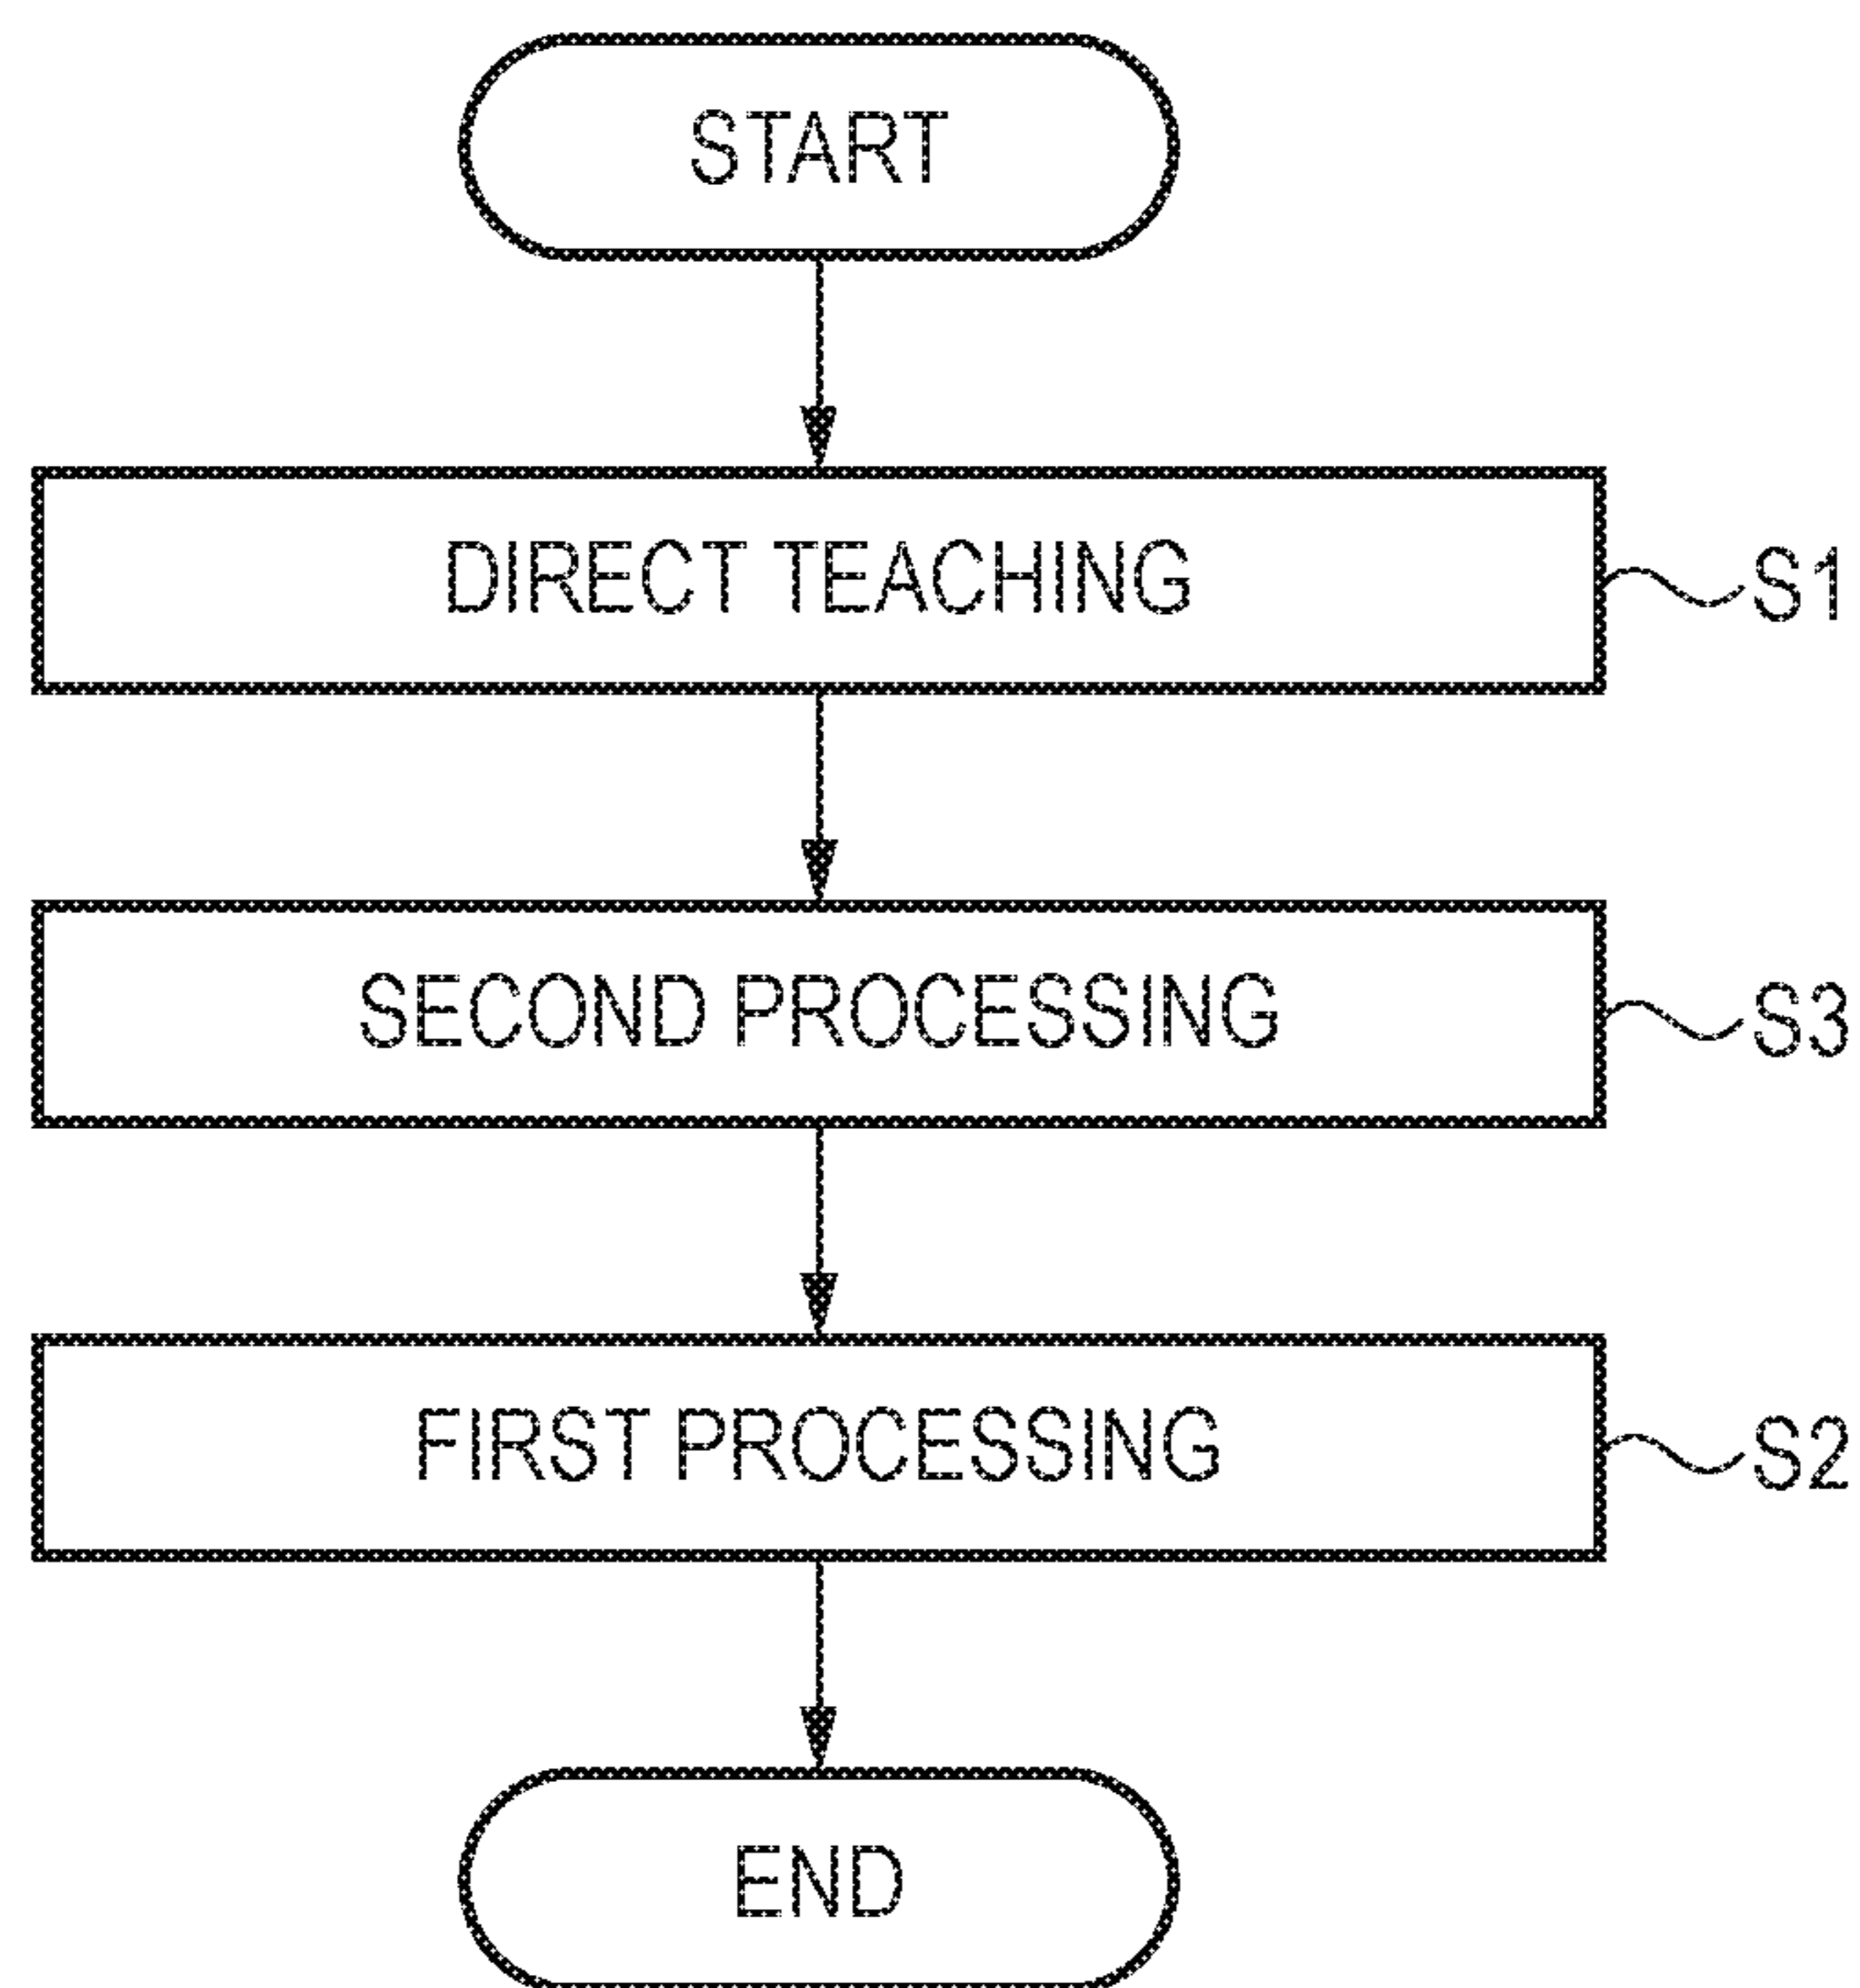 START
DIRECT TEACHING
S1
SECOND PROCESSING
S3
FIRST PROCESSING
S2
END